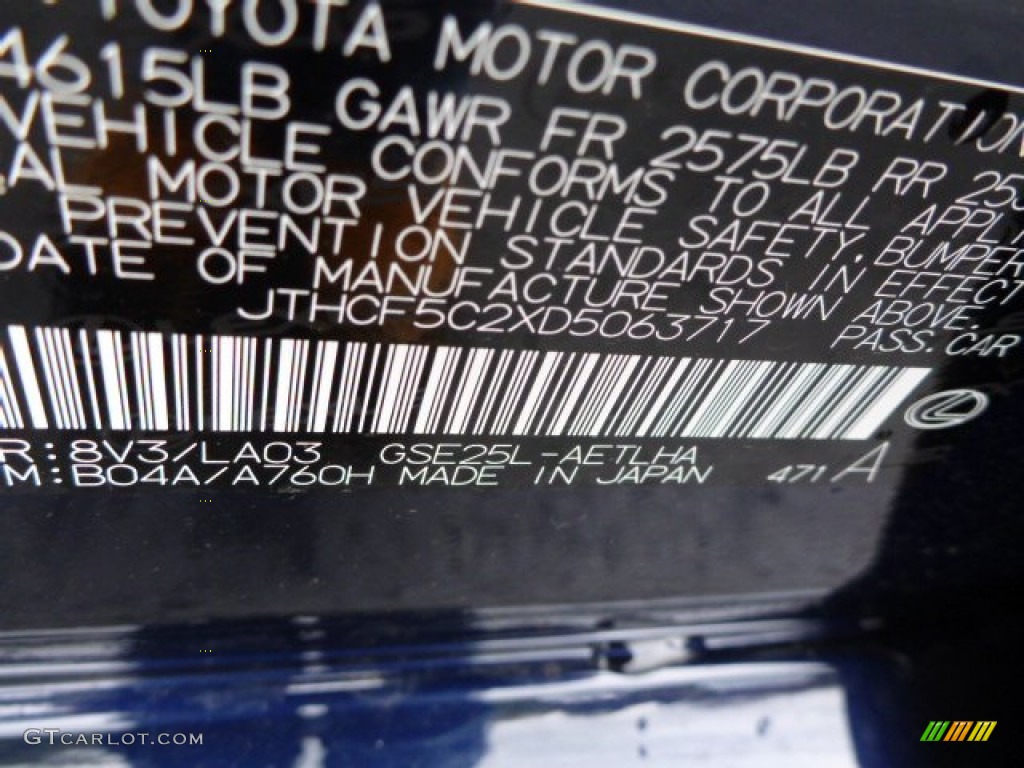 TOYOTA MOTOR CORPORATION
4615LB GAWR FR 2575LB RR
VEHICLE CONFORMS TO ALL
MOTOR VEHICLE SAFETY, BUMPER
PREVENTION STANDARDS IN EFFECT
DATE OF MANUFACTURE SHOWN ABOVE.
JTHCF5C2XD5063717 PASS. CAR
R:8V3/LA03 GSE25L-AETLHA
M:B04A/A760H MADE IN JAPAN 471 A
GTCARLOT.COM